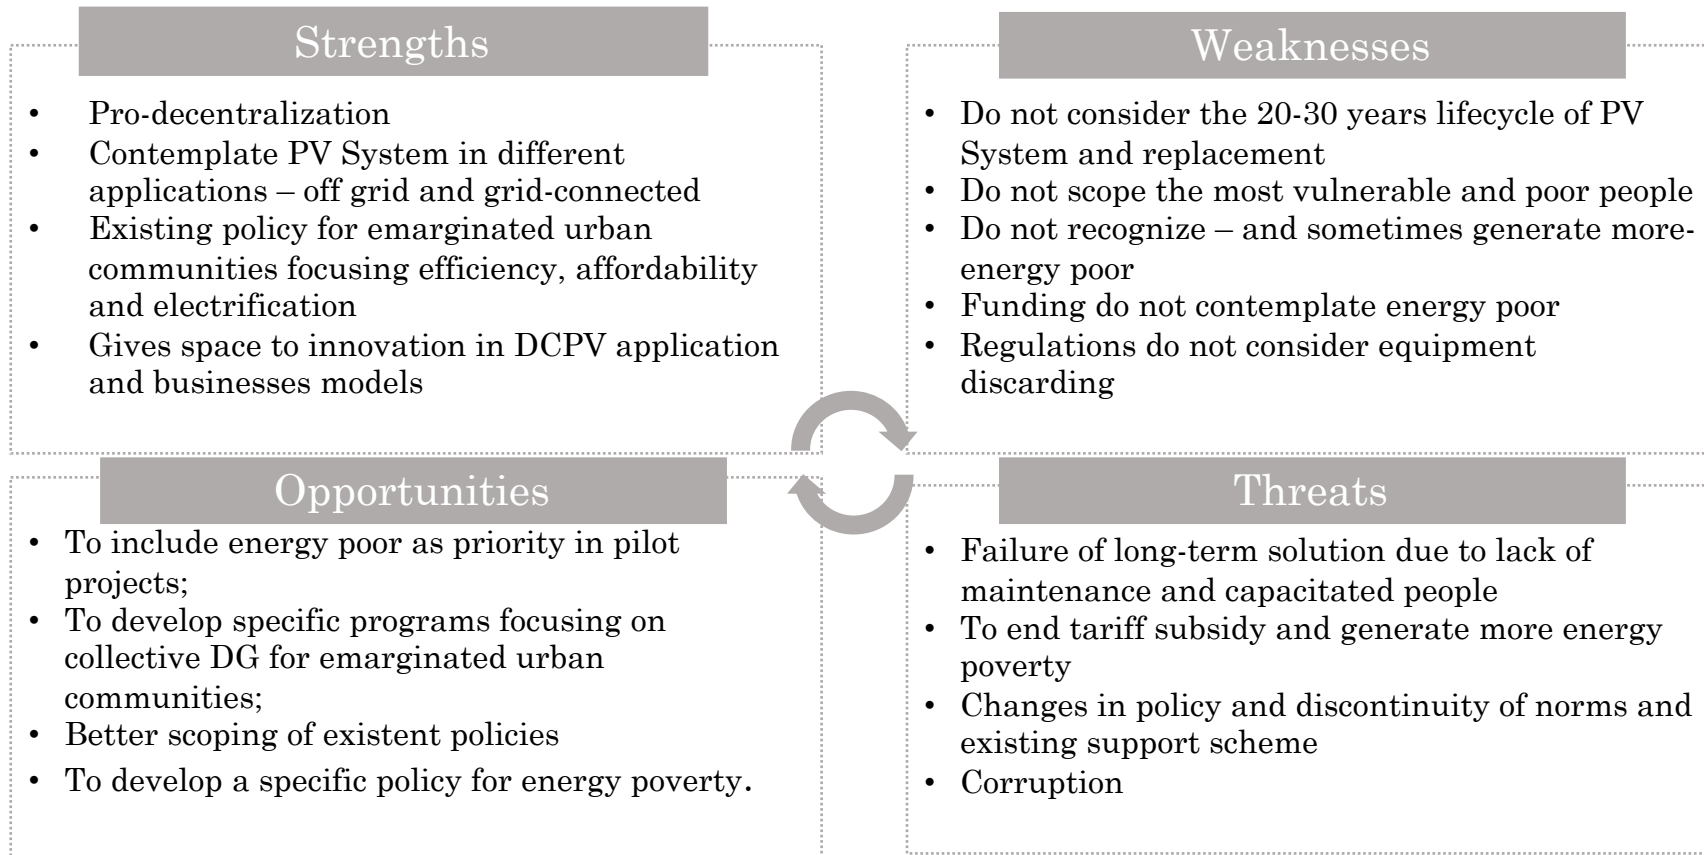 Strengths
• Pro-decentralization
• Contemplate PV System in different
applications – off grid and grid-connected
• Existing policy for emarginated urban
communities focusing efficiency, affordability
and electrification
• Gives space to innovation in DCPV application
and businesses models
Weaknesses
• Do not consider the 20-30 years lifecycle of PV
System and replacement
• Do not scope the most vulnerable and poor people
• Do not recognize – and sometimes generate more-
energy poor
• Funding do not contemplate energy poor
• Regulations do not consider equipment
discarding
Opportunities
• To include energy poor as priority in pilot
projects;
• To develop specific programs focusing on
collective DG for emarginated urban
communities;
• Better scoping of existent policies
• To develop a specific policy for energy poverty.
Threats
• Failure of long-term solution due to lack of
maintenance and capacitated people
• To end tariff subsidy and generate more energy
poverty
• Changes in policy and discontinuity of norms and
existing support scheme
• Corruption